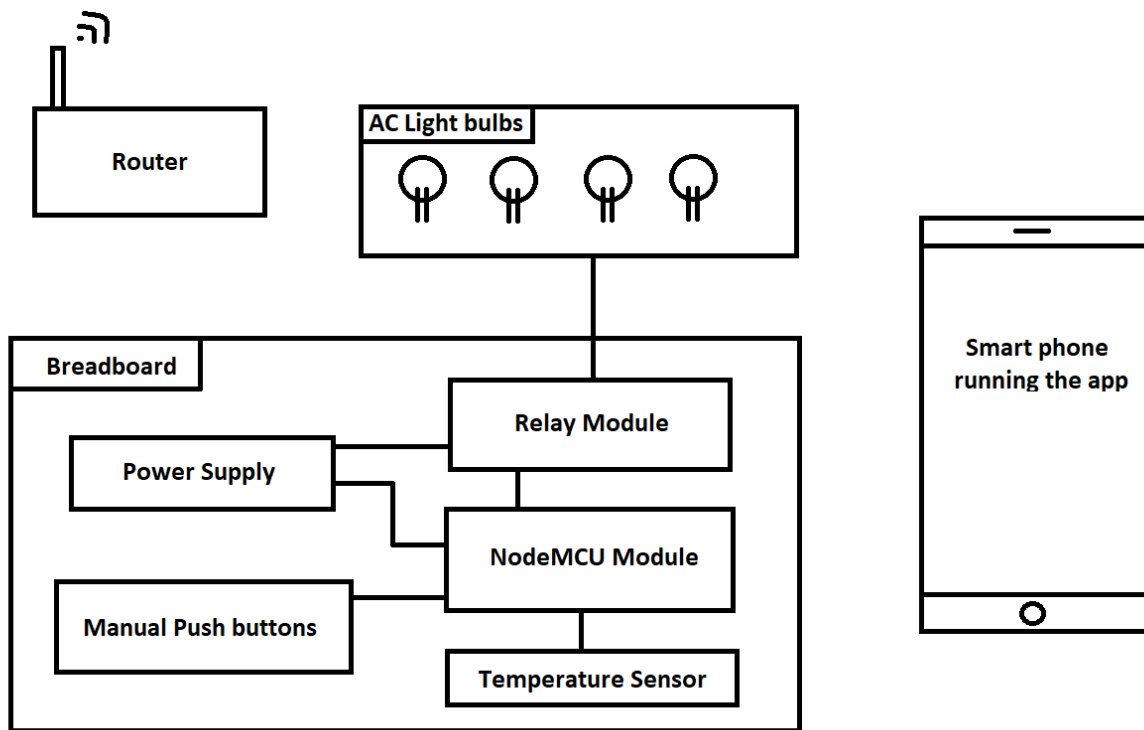 Router
AC Light bulbs
Smart phone
running the app
Breadboard
Relay Module
Power Supply
NodeMCU Module
Manual Push buttons
Temperature Sensor